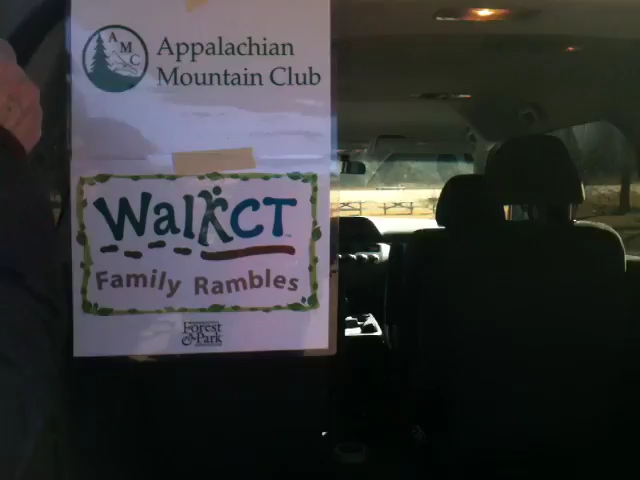 AMC
Appalachian
Mountain Club
WalkCT
Family Rambles
Forest
& Park